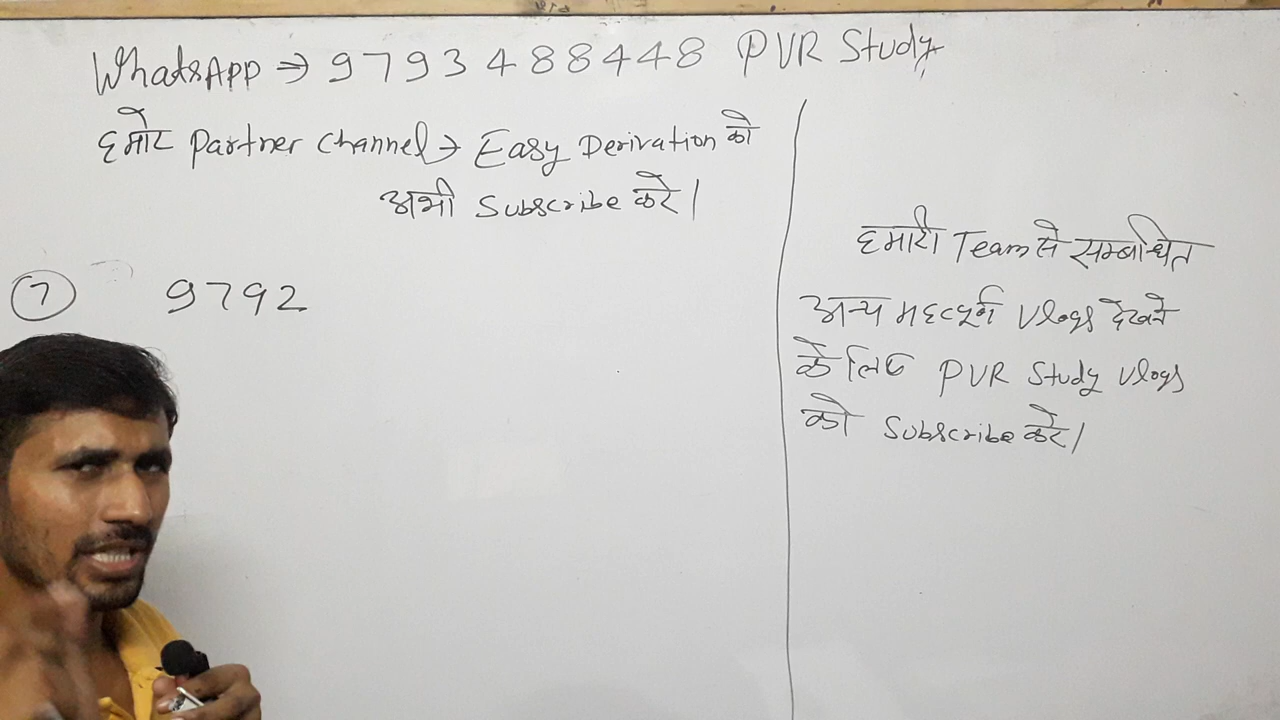 WhatsApp → 9793488448 PVR Study
हमारे Partner Channel → Easy Derivation को
अभी Subscribe करे।
⑦ 9792
हमारी Team से सम्बन्धित
अन्य महत्वपूर्ण Vlogs देखने
के लिए PVR Study Vlogs
को Subscribe करे।